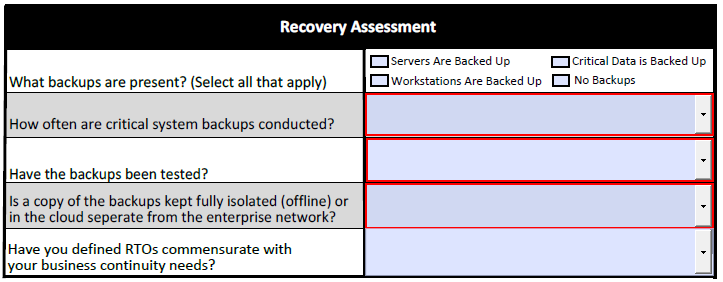 Recovery Assessment
What backups are present? (Select all that apply)
Servers Are Backed Up
Critical Data is Backed Up
Workstations Are Backed Up
No Backups
How often are critical system backups conducted?
Have the backups been tested?
Is a copy of the backups kept fully isolated (offline) or
in the cloud seperate from the enterprise network?
Have you defined RTOs commensurate with
your business continuity needs?